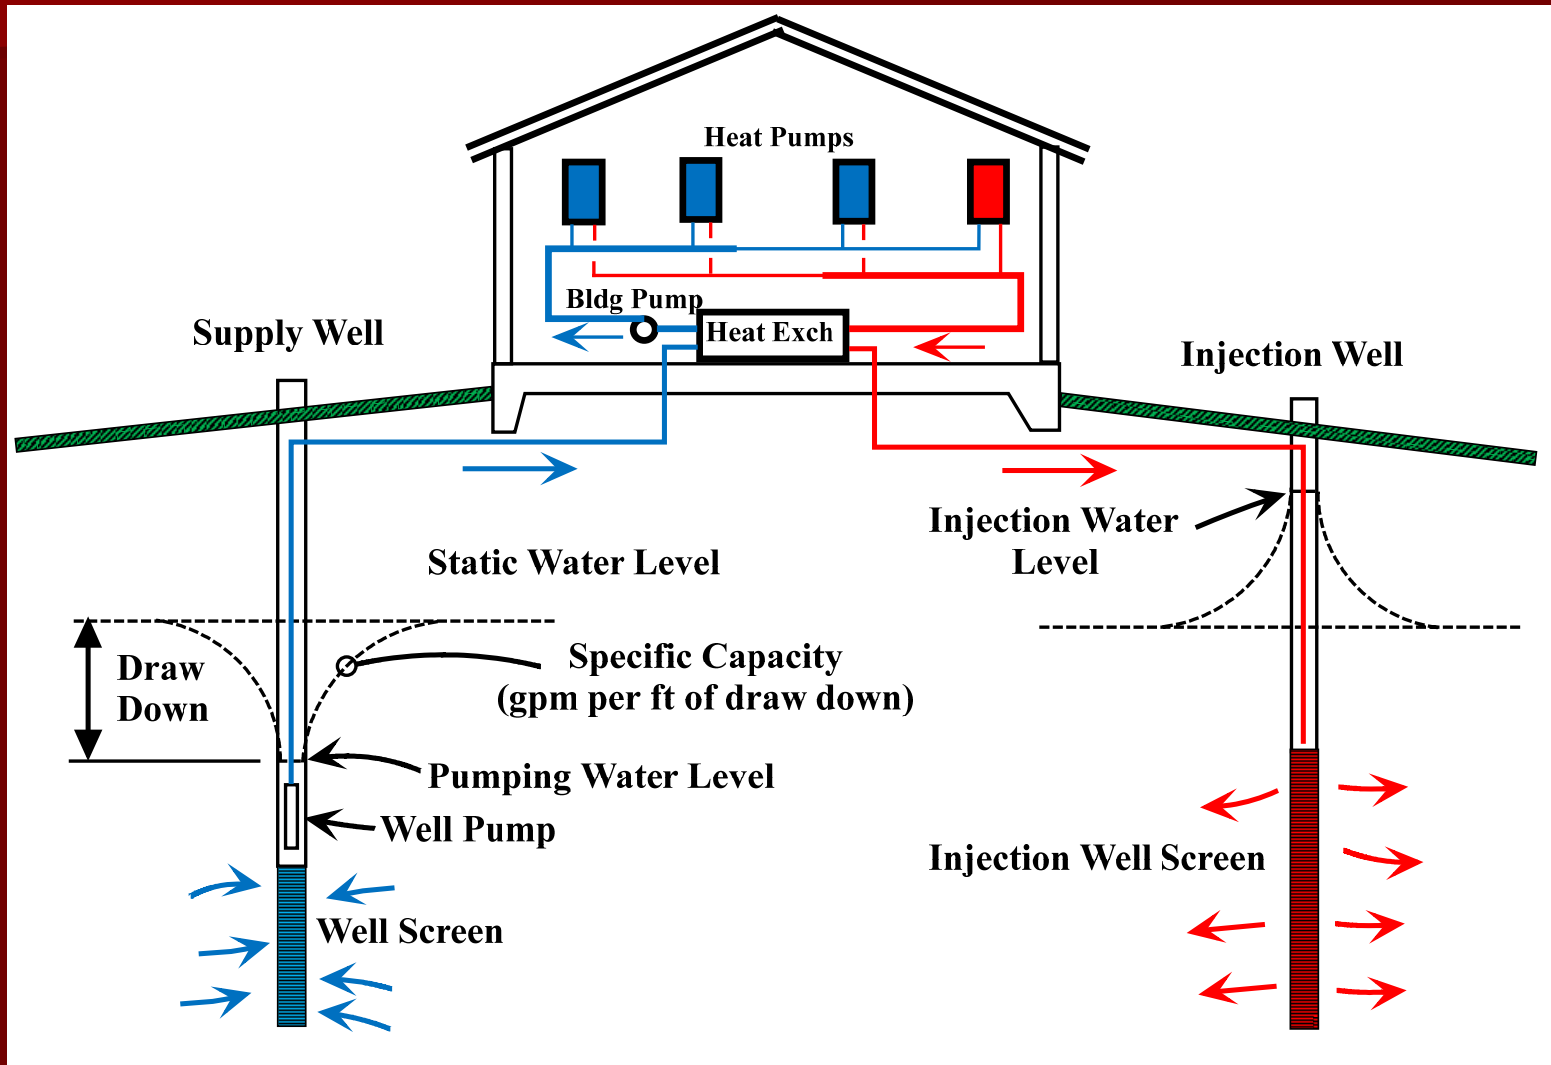 Heat Pumps
Bldg Pump
Heat Exch
Supply Well
Injection Well
Injection Water
Level
Static Water Level
Draw
Down
Specific Capacity
(gpm per ft of draw down)
Pumping Water Level
Well Pump
Injection Well Screen
Well Screen